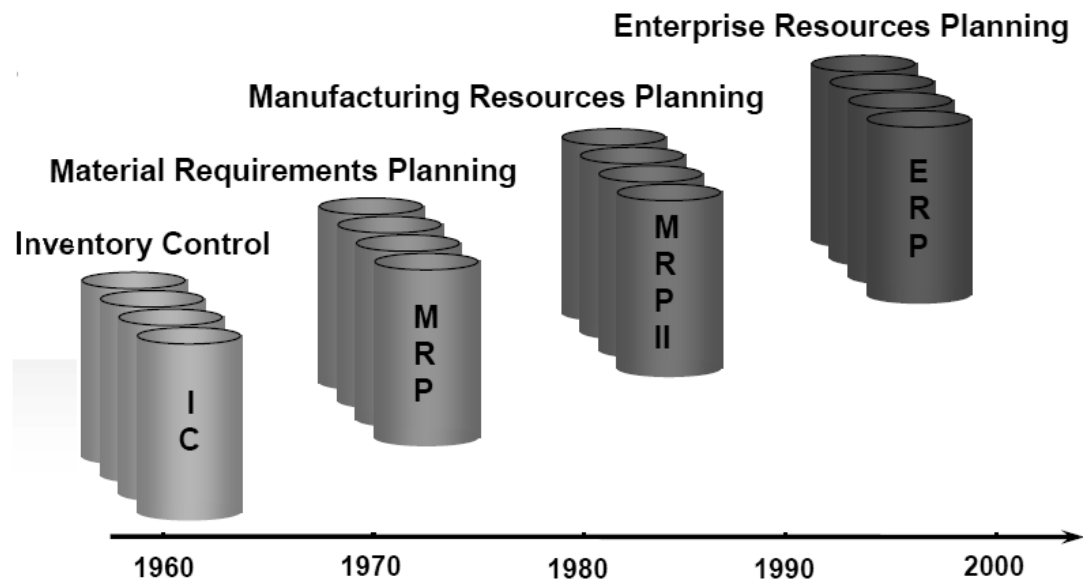 Enterprise Resources Planning
Manufacturing Resources Planning
Material Requirements Planning
Inventory Control
I
C
M
R
P
M
R
P
II
E
R
P
1960
1970
1980
1990
2000